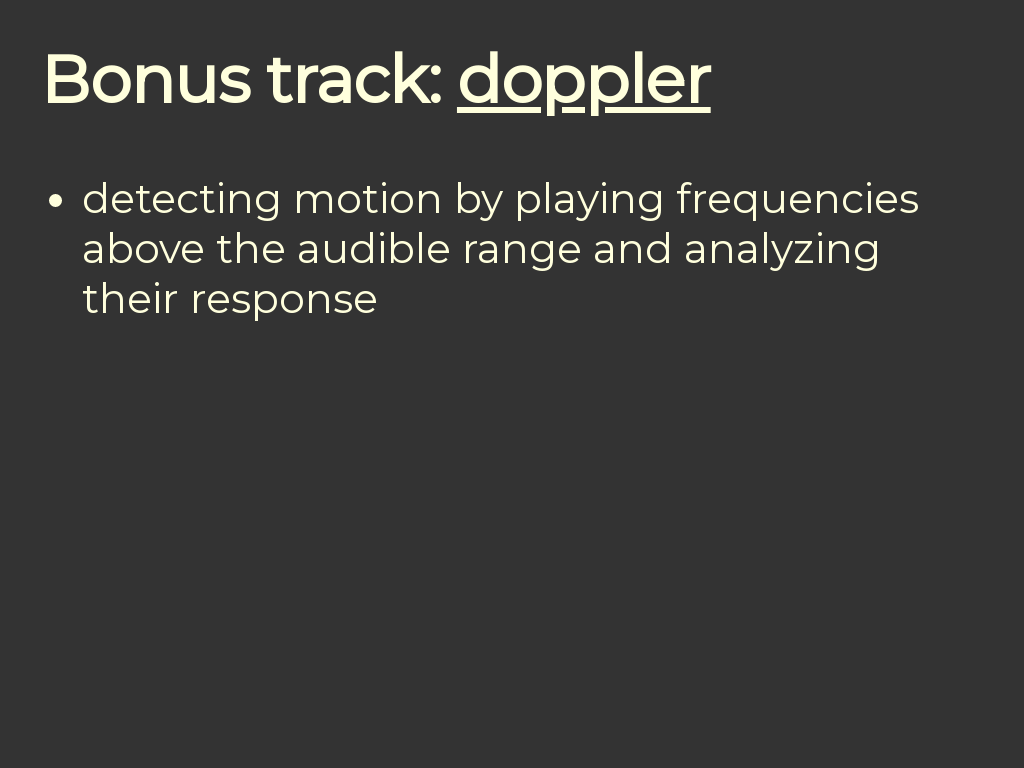 Bonus track: doppler
• detecting motion by playing frequencies
above the audible range and analyzing
their response